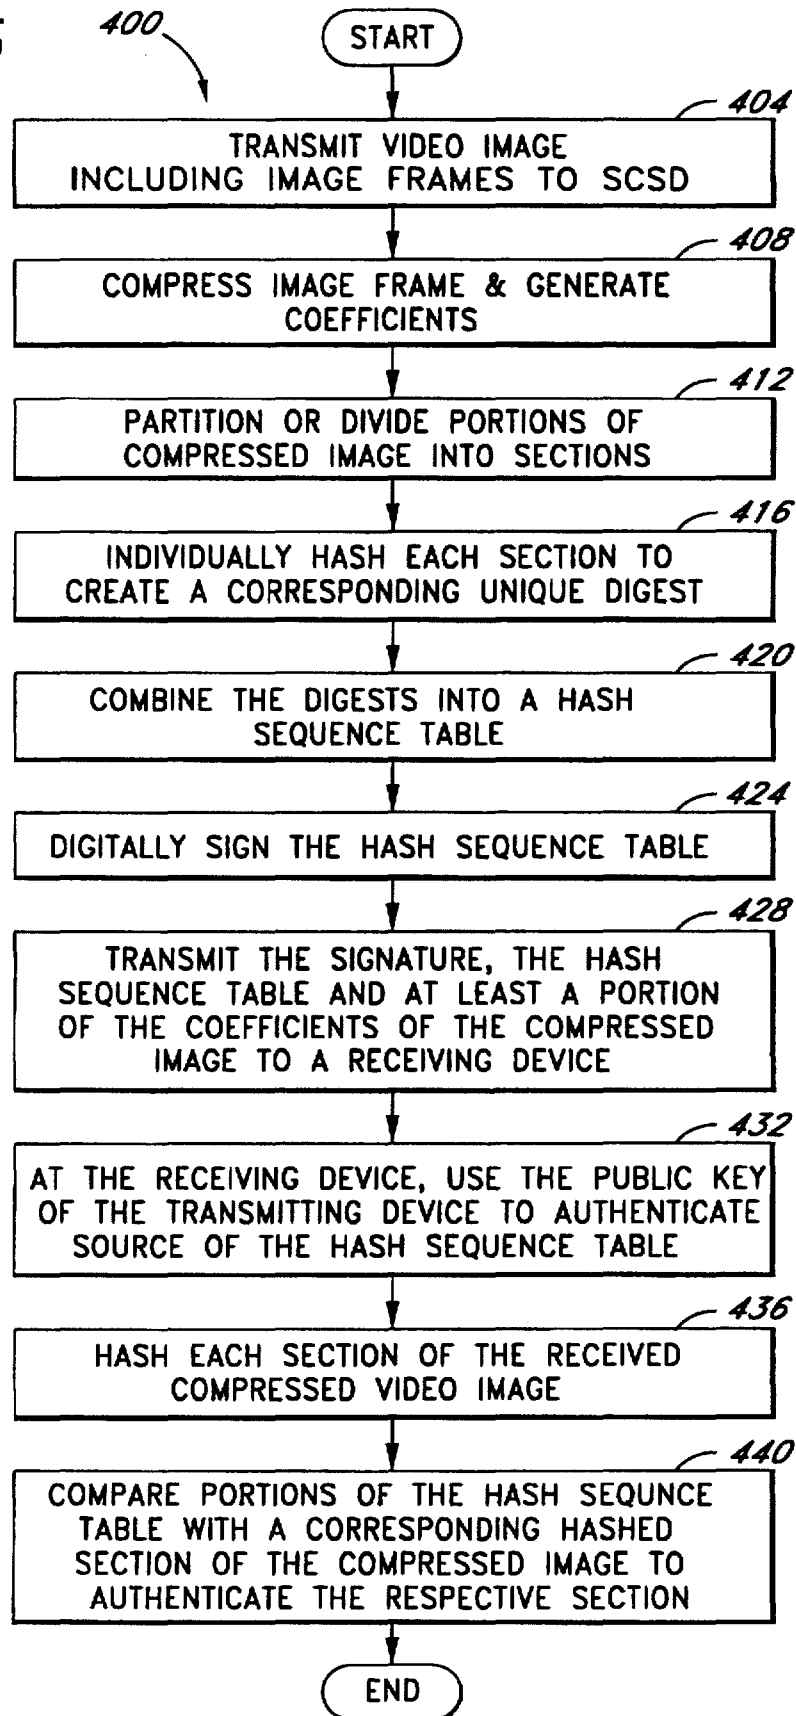 400
START
404
TRANSMIT VIDEO IMAGE
INCLUDING IMAGE FRAMES TO SCSD
408
COMPRESS IMAGE FRAME & GENERATE
COEFFICIENTS
412
PARTITION OR DIVIDE PORTIONS OF
COMPRESSED IMAGE INTO SECTIONS
416
INDIVIDUALLY HASH EACH SECTION TO
CREATE A CORRESPONDING UNIQUE DIGEST
420
COMBINE THE DIGESTS INTO A HASH
SEQUENCE TABLE
424
DIGITALLY SIGN THE HASH SEQUENCE TABLE
428
TRANSMIT THE SIGNATURE, THE HASH
SEQUENCE TABLE AND AT LEAST A PORTION
OF THE COEFFICIENTS OF THE COMPRESSED
IMAGE TO A RECEIVING DEVICE
432
AT THE RECEIVING DEVICE, USE THE PUBLIC KEY
OF THE TRANSMITTING DEVICE TO AUTHENTICATE
SOURCE OF THE HASH SEQUENCE TABLE
436
HASH EACH SECTION OF THE RECEIVED
COMPRESSED VIDEO IMAGE
440
COMPARE PORTIONS OF THE HASH SEQUNCE
TABLE WITH A CORRESPONDING HASHED
SECTION OF THE COMPRESSED IMAGE TO
AUTHENTICATE THE RESPECTIVE SECTION
END